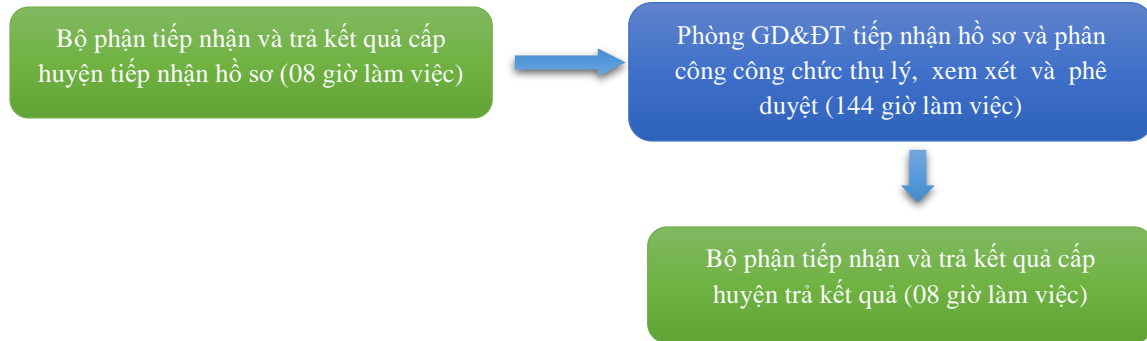 Bộ phận tiếp nhận và trả kết quả cấp
huyện tiếp nhận hồ sơ (08 giờ làm việc)
Phòng GD&ĐT tiếp nhận hồ sơ và phân
công công chức thụ lý, xem xét và phê
duyệt (144 giờ làm việc)
Bộ phận tiếp nhận và trả kết quả cấp
huyện trả kết quả (08 giờ làm việc)